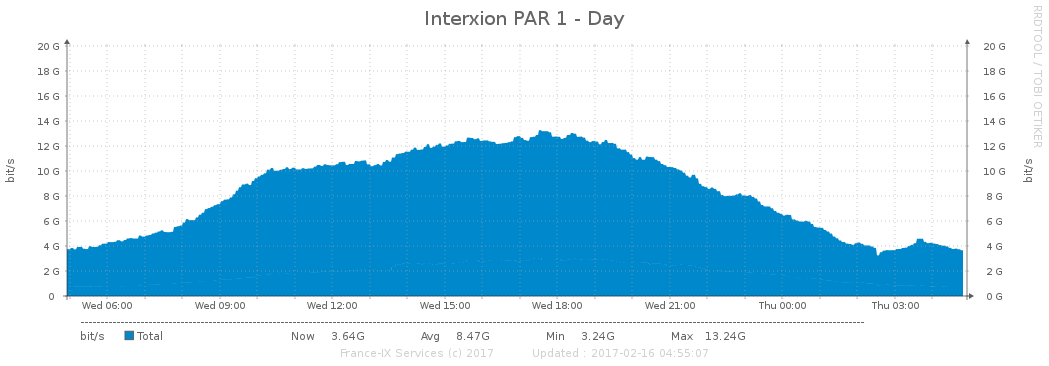 Interxion PAR 1 - Day
RRDTOOL / TOBI OETIKER
20 G 20 G
18 G 18 G
16 G 16 G
14 G 14 G
12 G 12 G
10 G 10 G
8 G 8 G
6 G 6 G
4 G 4 G
2 G 2 G
0 0 G
bit/s
bit/s
Wed 06:00 Wed 09:00 Wed 12:00 Wed 15:00 Wed 18:00 Wed 21:00 Thu 00:00 Thu 03:00
bit/s Total Now 3.64G Avg 8.47G Min 3.24G Max 13.24G
France-IX Services (c) 2017 Updated : 2017-02-16 04:55:07